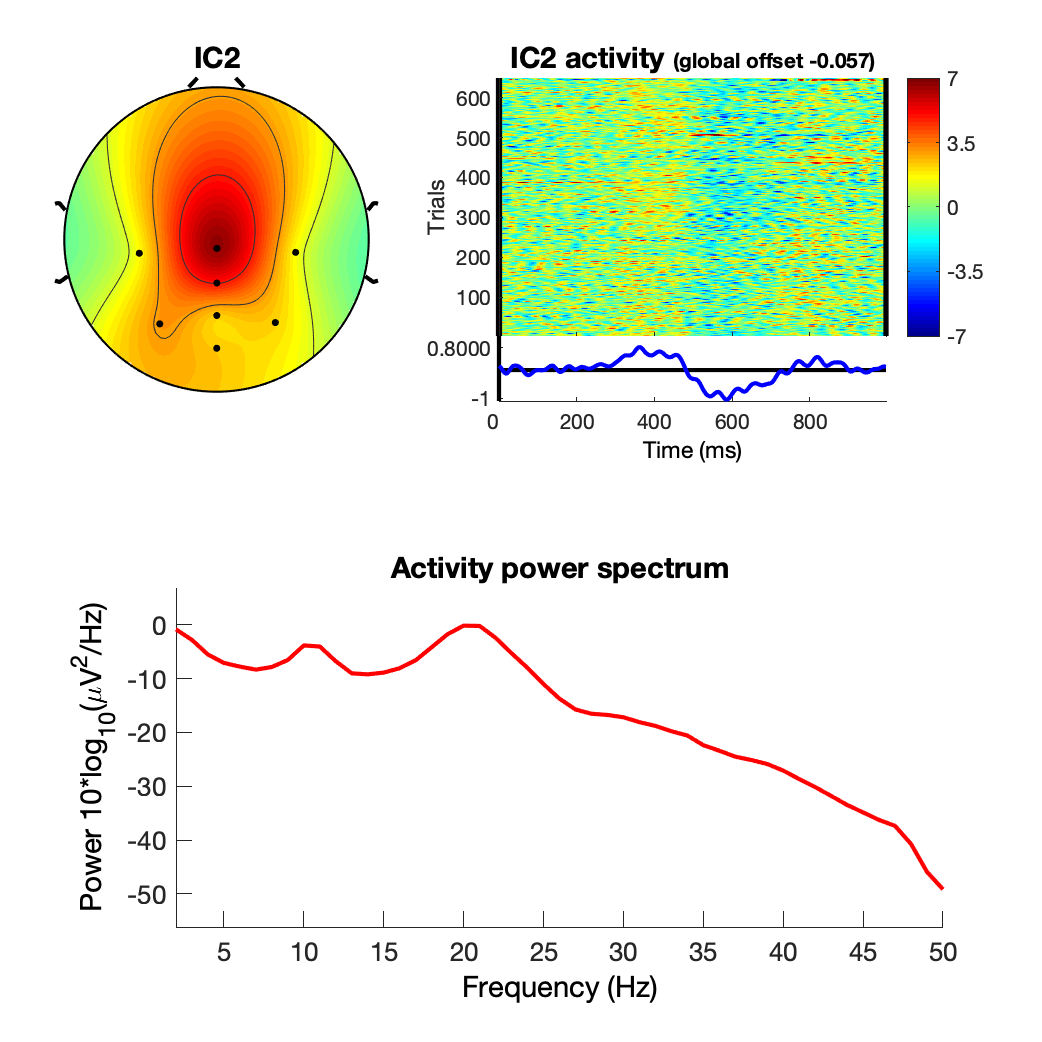 IC2
IC2 activity (global offset -0.057)
Trials
600
500
400
300
200
100
0.8000
-1
0 200 400 600 800
Time (ms)
7
3.5
0
-3.5
-7
Activity power spectrum
Power 10*log10(μV2/Hz)
0
-10
-20
-30
-40
-50
5 10 15 20 25 30 35 40 45 50
Frequency (Hz)